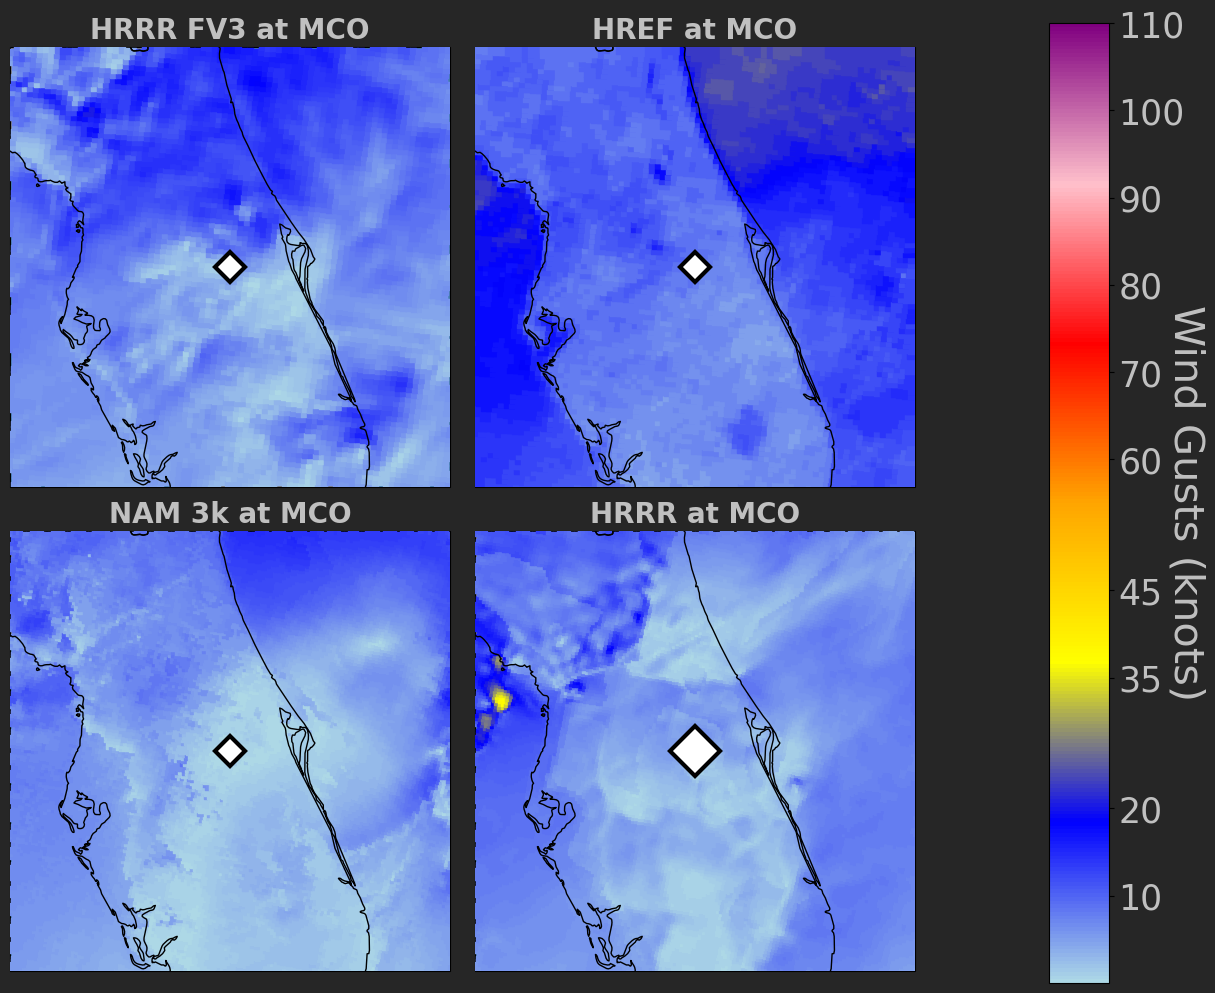 HRRR FV3 at MCO
HREF at MCO
NAM 3k at MCO
HRRR at MCO
110
100
90
80
70
60
45
35
20
10
Wind Gusts (knots)